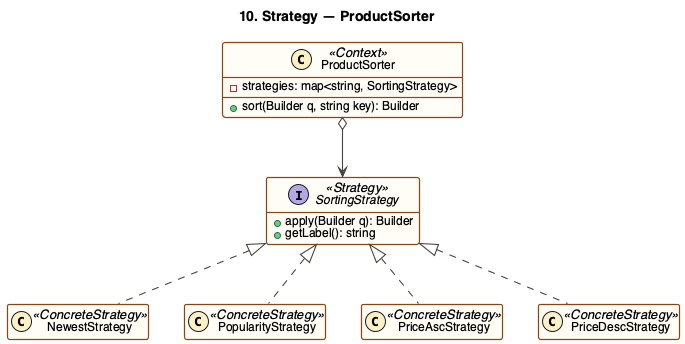 10. Strategy — ProductSorter
C
«Context»
ProductSorter
strategies: map<string, SortingStrategy>
sort(Builder q, string key): Builder
I
«Strategy»
SortingStrategy
apply(Builder q): Builder
getLabel(): string
C «ConcreteStrategy»
NewestStrategy
C «ConcreteStrategy»
PopularityStrategy
C «ConcreteStrategy»
PriceAscStrategy
C «ConcreteStrategy»
PriceDescStrategy